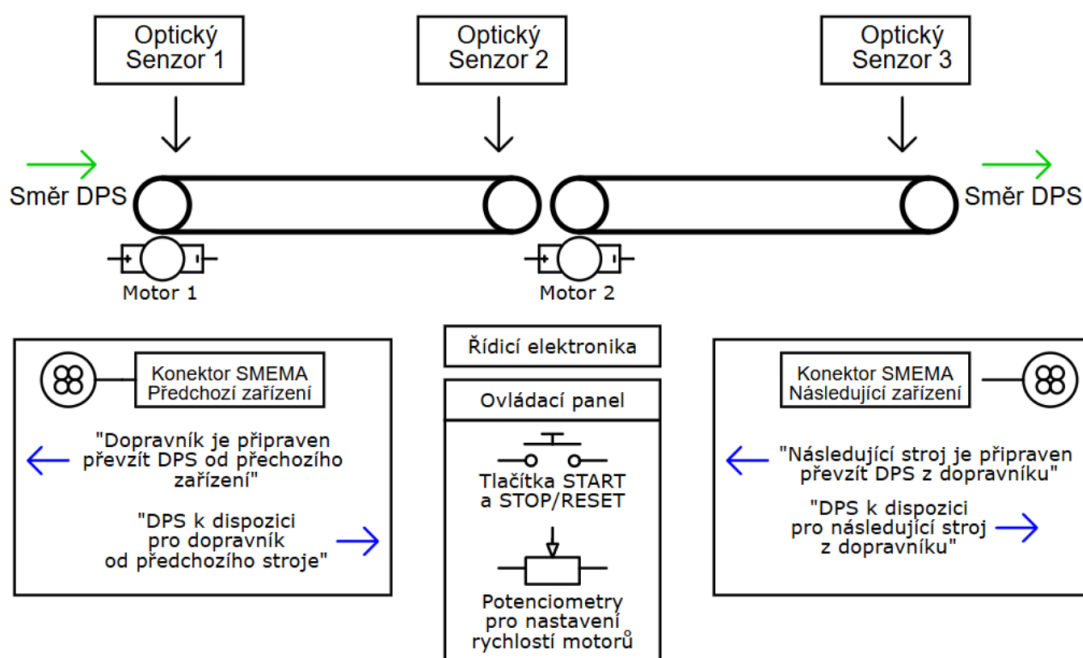 Optický
Senzor 1
Optický
Senzor 2
Optický
Senzor 3
Směr DPS
Směr DPS
+
-
Motor 1
+
-
Motor 2
Konektor SMEMA
Předchozí zařízení
"Dopravník je připraven
převzít DPS od přechozího
zařízení"
"DPS k dispozici
pro dopravník
od předchozího stroje"
Řídicí elektronika
Ovládací panel
Tlačítka START
a STOP/RESET
Potenciometry
pro nastavení
rychlostí motorů
Konektor SMEMA
Následující zařízení
"Následující stroj je připraven
převzít DPS z dopravníku"
"DPS k dispozici
pro následující stroj
z dopravníku"